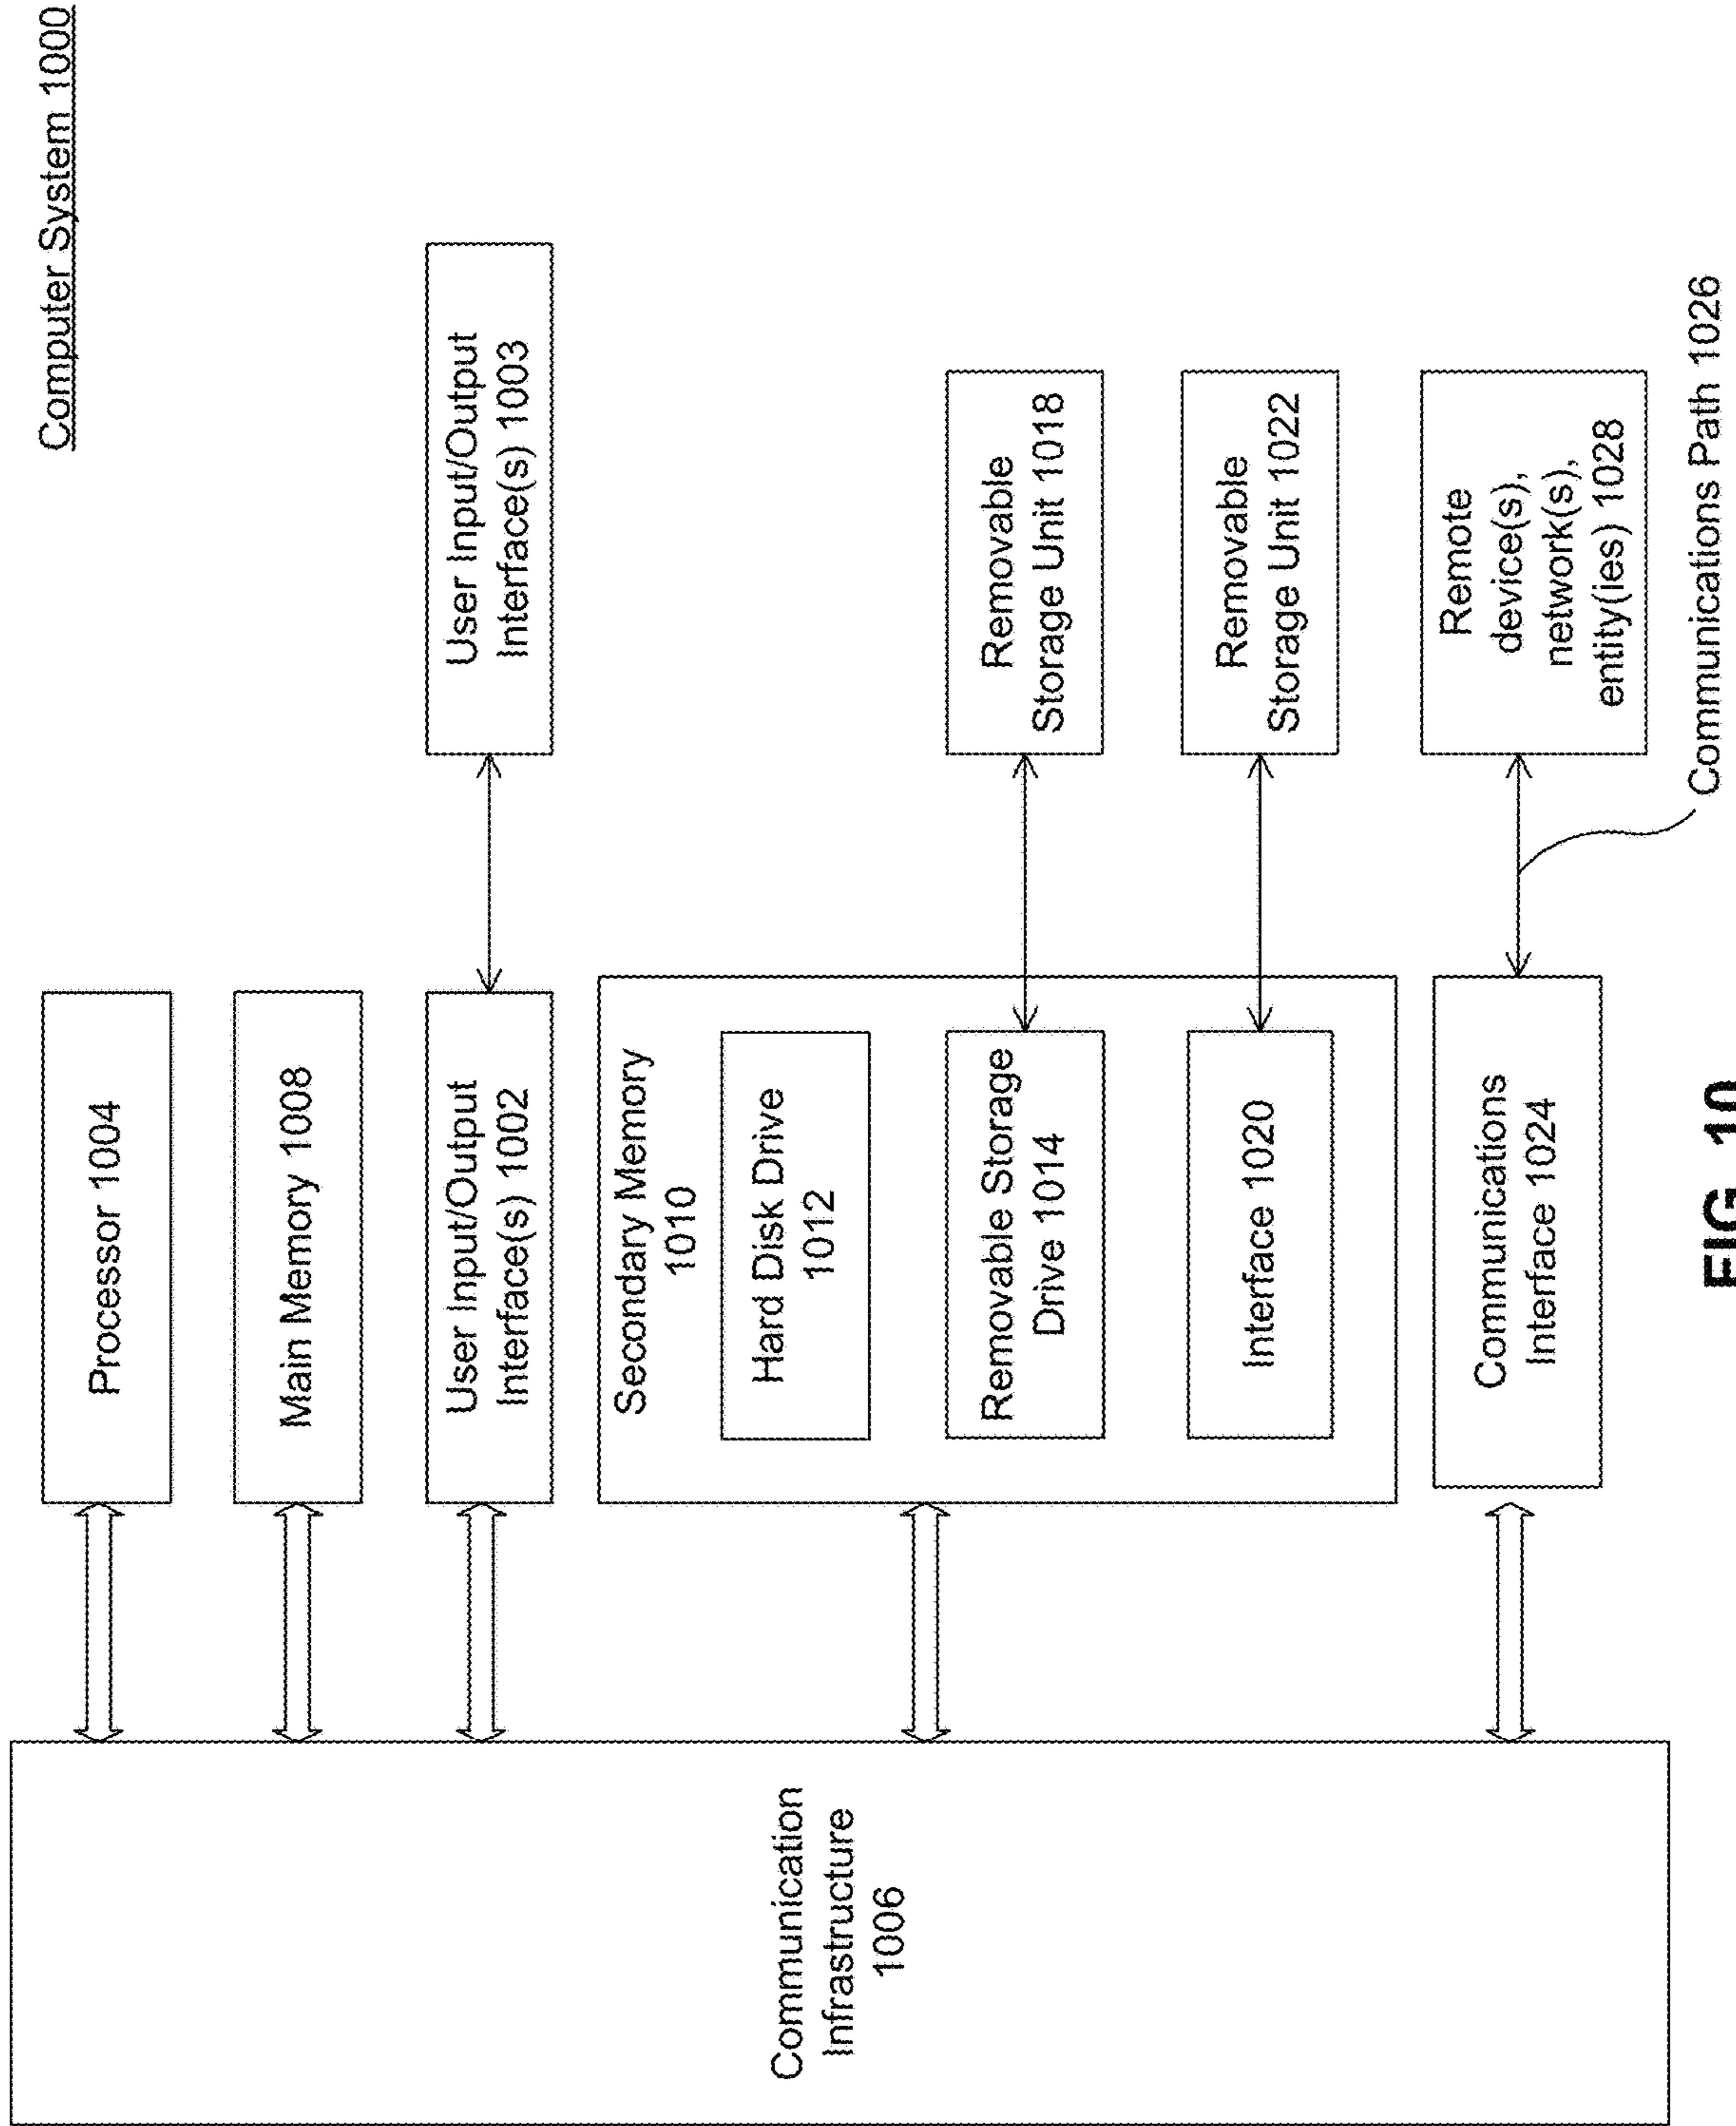 Computer System 1000
Processor 1004
Main Memory 1008
User Input/Output
Interface(s) 1002
User Input/Output
Interface(s) 1003
Communication
Infrastructure
1006
Secondary Memory
1010
Hard Disk Drive
1012
Removable Storage
Drive 1014
Removable
Storage Unit 1018
Interface 1020
Removable
Storage Unit 1022
Communications
Interface 1024
Remote
device(s),
network(s),
entity(ies) 1028
Communications Path 1026
FIG. 10